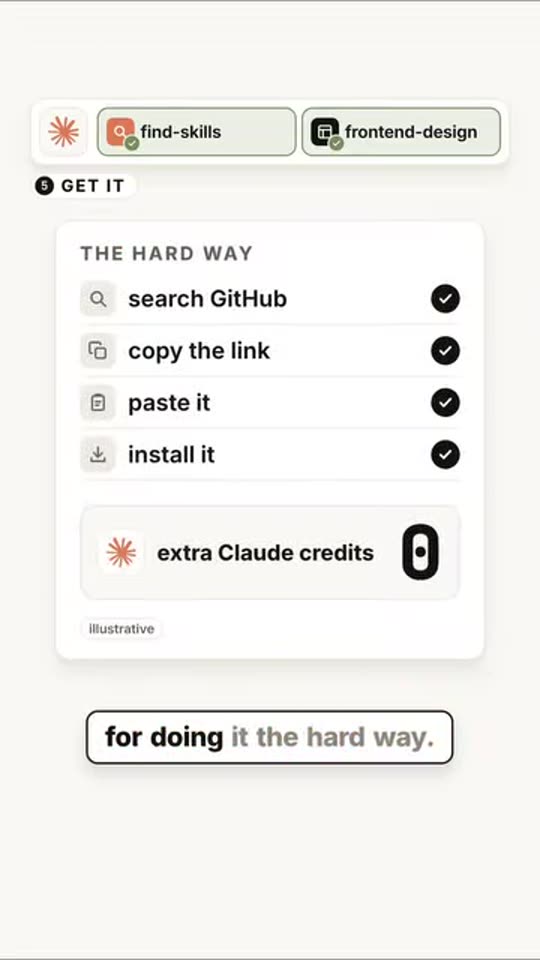 find-skills
frontend-design
5 GET IT
THE HARD WAY
search GitHub
copy the link
paste it
install it
extra Claude credits 0
illustrative
for doing it the hard way.